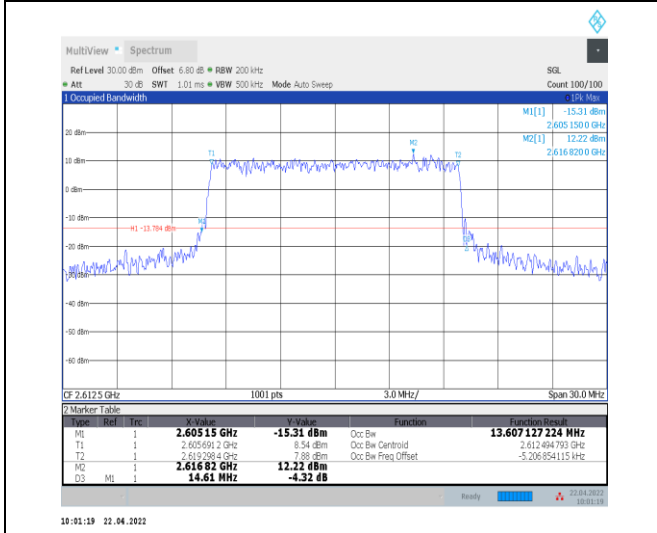 MultiView Spectrum
Ref Level 30.00 dBm Offset 6.80 dB RBW 200 kHz SGL
Att 30 dB SWT 1.01 ms VBW 500 kHz Mode Auto Sweep Count 100/100
1 Occupied Bandwidth 1Pk Max
M1[1] -15.31 dBm
2.605 150 0 GHz
M2[1] 12.22 dBm
2.616 820 0 GHz
20 dBm
M2
T1 T2
10 dBm
0 dBm
-10 dBm
H1 -13.784 dBm
-20 dBm
-30 dBm
-40 dBm
-50 dBm
-60 dBm
CF 2.6125 GHz 1001 pts 3.0 MHz/ Span 30.0 MHz
2 Marker Table
Type Ref Trc X-Value Y-Value Function Function Result
M1 1 2.60515 GHz -15.31 dBm Occ Bw 13.607 127 224 MHz
T1 1 2.605691 2 GHz 8.54 dBm Occ Bw Centroid 2.612 494 793 GHz
T2 1 2.619298 4 GHz 7.88 dBm Occ Bw Freq Offset -5.206 854 115 kHz
M2 1 2.616 82 GHz 12.22 dBm
D3 M1 1 14.61 MHz -4.32 dB
Ready 22.04.2022
10:01:19
10:01:19 22.04.2022